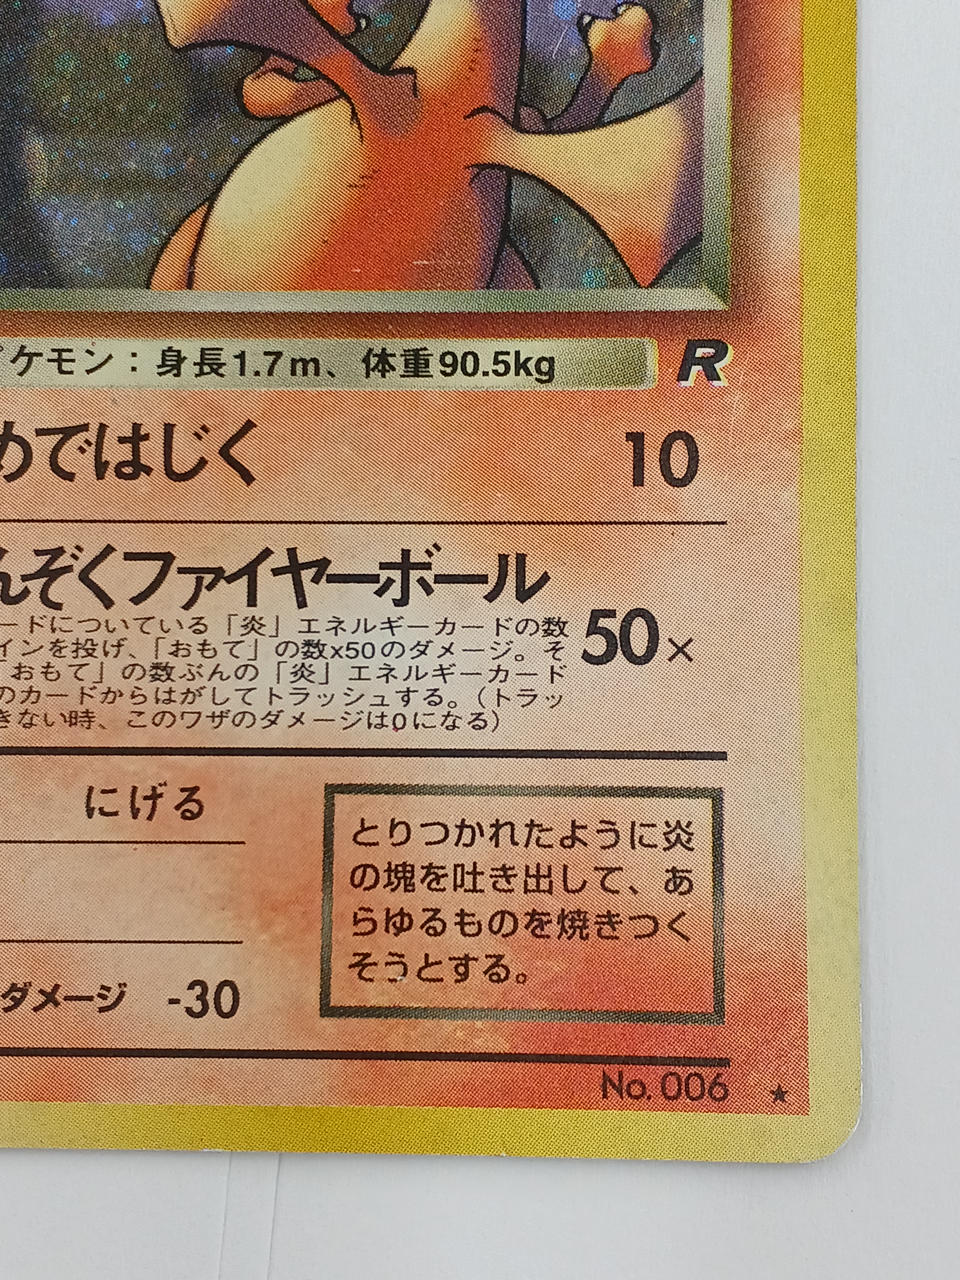 ケモン：身長1.7m、体重90.5kg
R
めではじく 10
んぞくファイヤーボール
50×
ードについている「炎」エネルギーカードの数
インを投げ、「おもて」の数x50のダメージ。そ
おもて」の数ぶんの「炎」エネルギーカード
のカードからはがしてトラッシュする。（トラッ
きない時、このワザのダメージは0になる）
にげる
とりつかれたように炎
の塊を吐き出して、あ
らゆるものを焼きつく
そうとする。
ダメージ -30
No. 006 ★